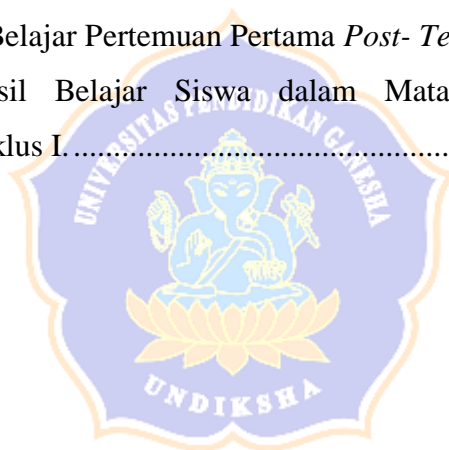 Belajar Pertemuan Pertama Post- Te
sil Belajar Siswa dalam Mata
klus I. ................................................
UNIVERSITAS PENDIDIKAN GANESHA
UNDIKSHA